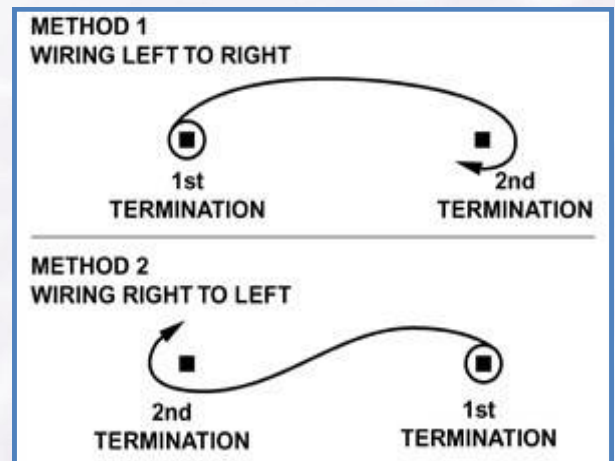 METHOD 1
WIRING LEFT TO RIGHT
1st
TERMINATION
2nd
TERMINATION
METHOD 2
WIRING RIGHT TO LEFT
2nd
TERMINATION
1st
TERMINATION